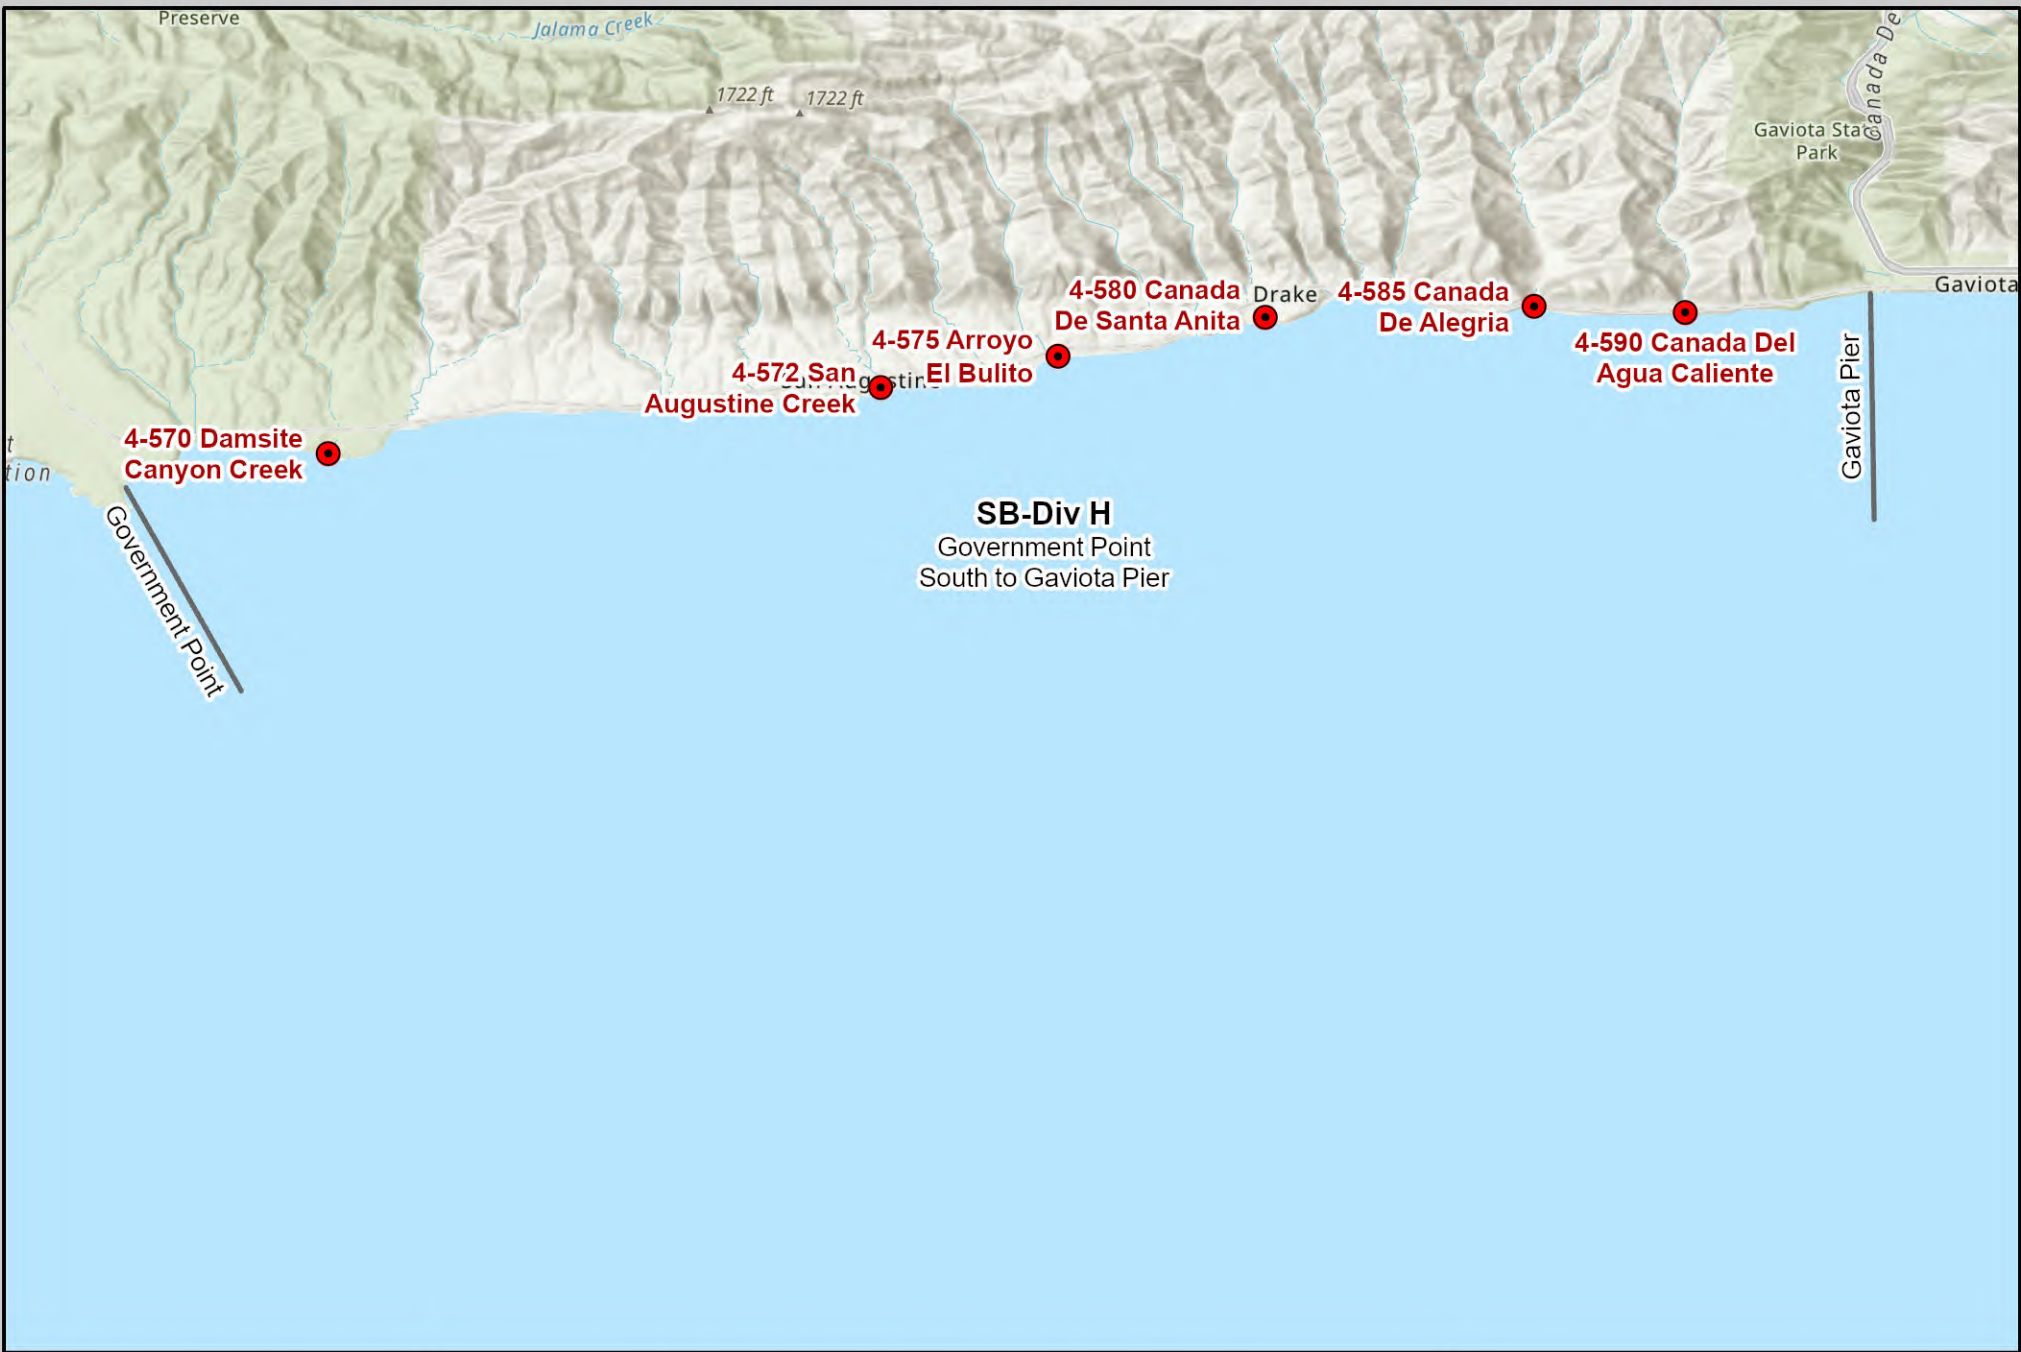 Preserve
Jalama Creek
1722 ft
1722 ft
Canada De
Gaviota State
Park
Gaviota
4-580 Canada
De Santa Anita
Drake
4-585 Canada
De Alegria
4-590 Canada Del
Agua Caliente
4-575 Arroyo
El Bulito
4-572 San
Augustine Creek
San Augustine
4-570 Damsite
Canyon Creek
t
tion
Government Point
Gaviota Pier
SB-Div H
Government Point
South to Gaviota Pier